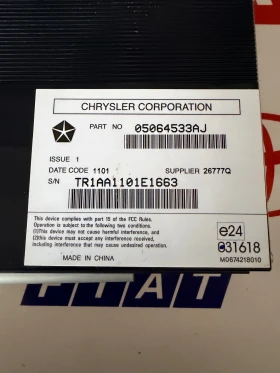 CHRYSLER CORPORATION
PART NO 05064533AJ
ISSUE 1
DATE CODE 1101 SUPPLIER 26777Q
S/N TR1AA1101E1663
This device complies with part 15 of the FCC Rules.
Operation is subject to the following two conditions.
(1)This device may not cause harmful interference, and
(2)this device must accept any interference received,
including interference that may cause undesired operation.
e24
031618
M0674218010
MADE IN CHINA
FIAT